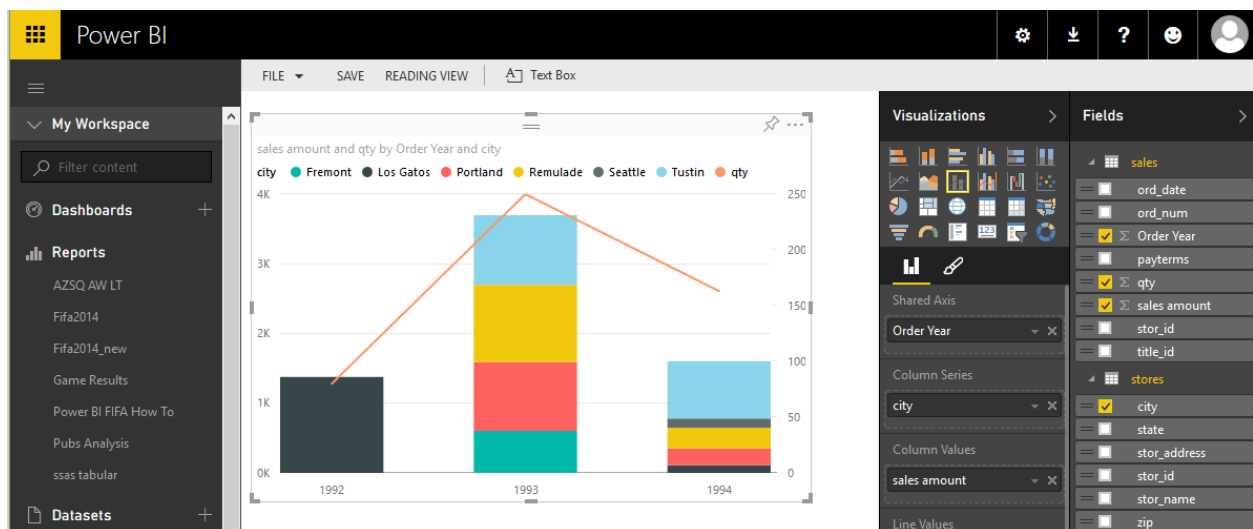 Power BI
?
FILE SAVE READING VIEW Text Box
My Workspace
Filter content
Dashboards
Reports
AZSQ AW LT
Fifa2014
Fifa2014_new
Game Results
Power BI FIFA How To
Pubs Analysis
ssas tabular
Datasets
sales amount and qty by Order Year and city
city Fremont Los Gatos Portland Remulade Seattle Tustin qty
4K 250
200
3K
150
2K
100
1K
50
0K 0
1992 1993 1994
Visualizations
123
Shared Axis
Order Year
Column Series
city
Column Values
sales amount
Line Values
Fields
sales
ord_date
ord_num
Σ Order Year
payterms
Σ qty
Σ sales amount
stor_id
title_id
stores
city
state
stor_address
stor_id
stor_name
zip